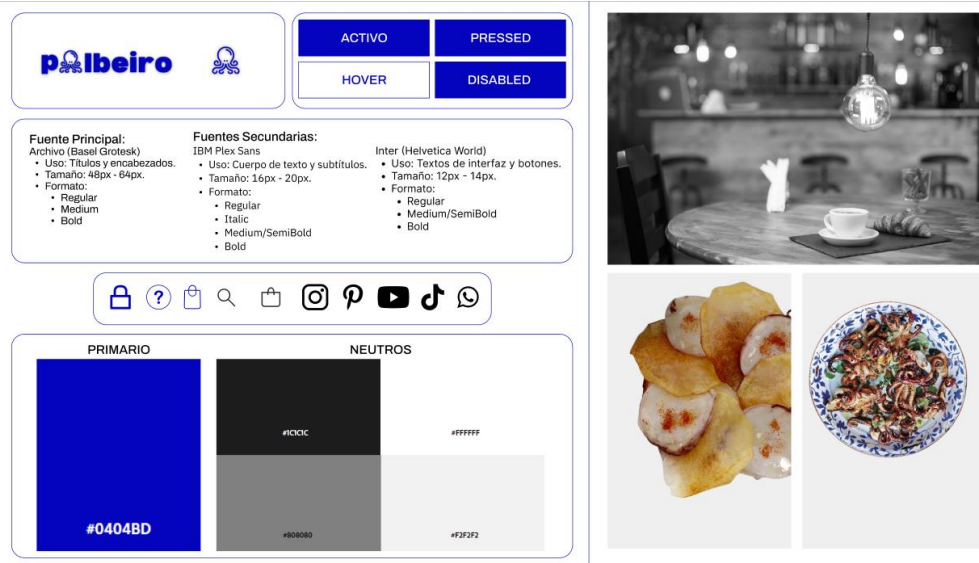 polbeiro
ACTIVO
PRESSED
HOVER
DISABLED
Fuente Principal:
Archivo (Basel Grotesk)
• Uso: Títulos y encabezados.
• Tamaño: 48px - 64px.
• Formato:
• Regular
• Medium
• Bold
Fuentes Secundarias:
IBM Plex Sans
• Uso: Cuerpo de texto y subtítulos.
• Tamaño: 16px - 20px.
• Formato:
• Regular
• Italic
• Medium/SemiBold
• Bold
Inter (Helvetica World)
• Uso: Textos de interfaz y botones.
• Tamaño: 12px - 14px.
• Formato:
• Regular
• Medium/SemiBold
• Bold
?
PRIMARIO
NEUTROS
#0404BD
#1C1C1C
#FFFFFF
#808080
#F2F2F2